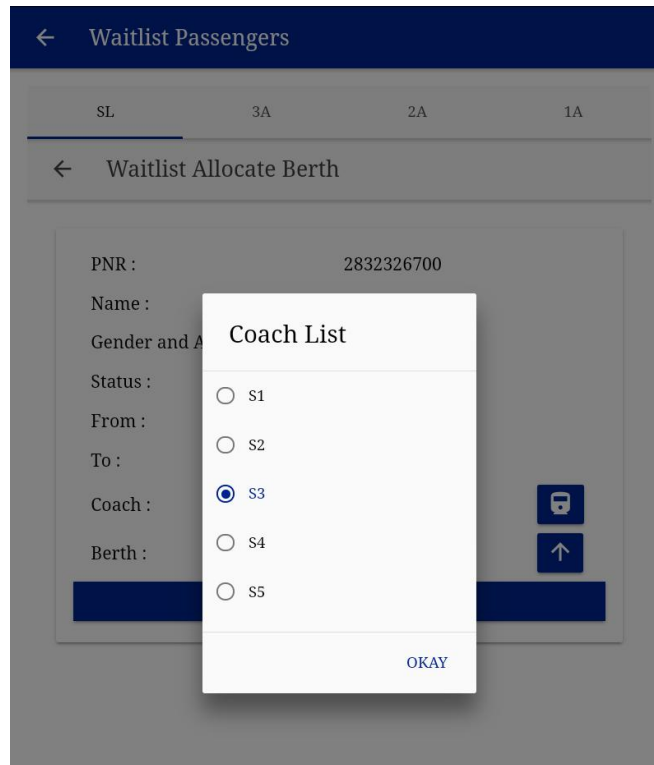 Waitlist Passengers
SL 3A 2A 1A
Waitlist Allocate Berth
PNR : 2832326700
Name :
Gender and A
Status :
From :
To :
Coach :
Berth :
Coach List
S1
S2
S3
S4
S5
OKAY